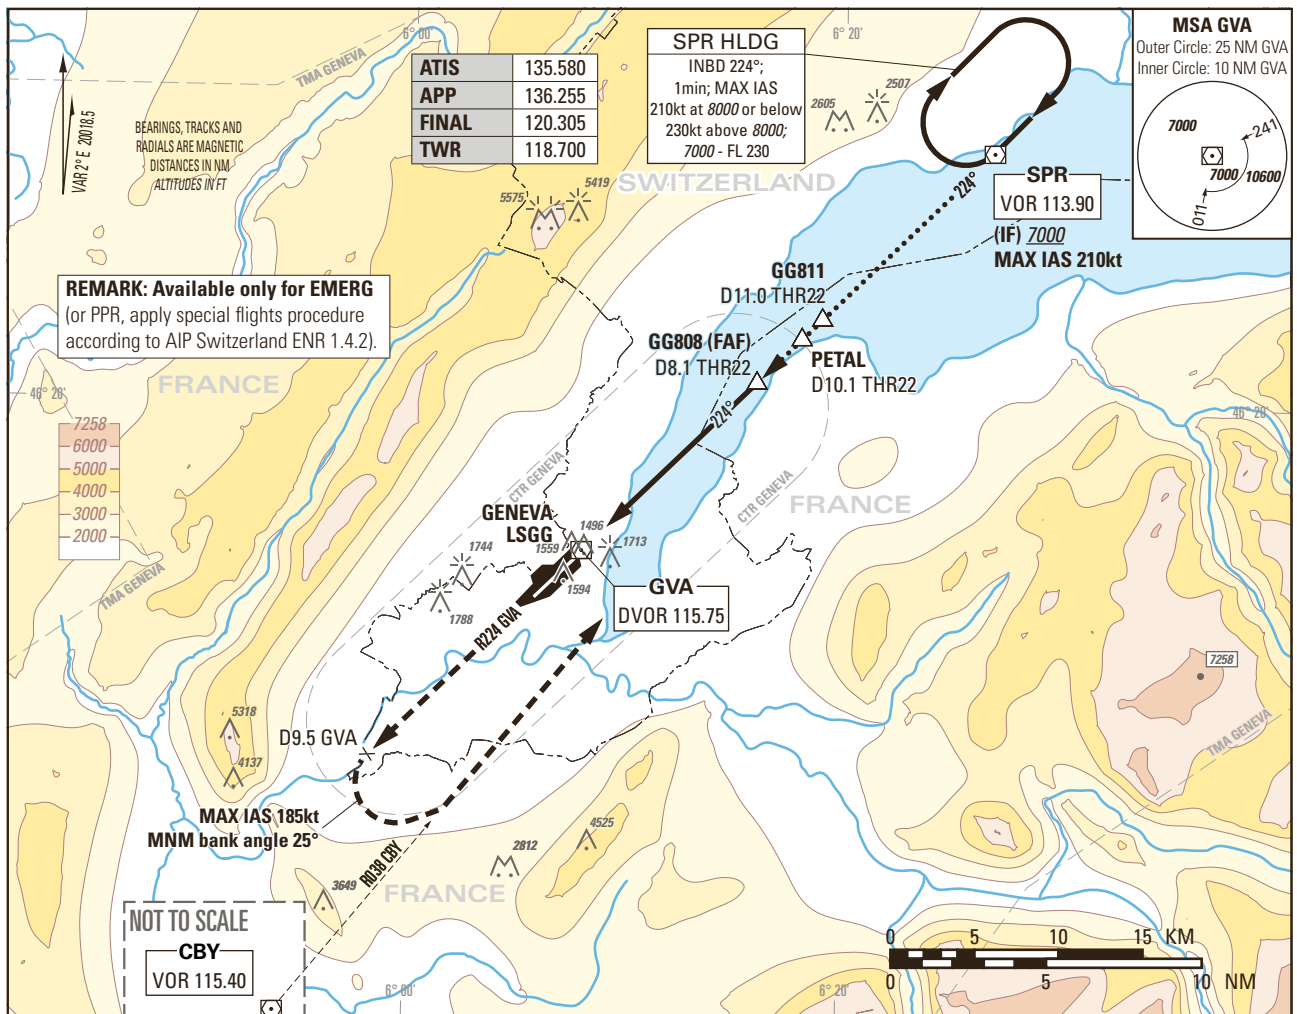 6° 00'
6° 20'
TMA GENEVA
VAR 2° E 20018.5
BEARINGS, TRACKS AND
RADIALS ARE MAGNETIC
DISTANCES IN NM
ALTITUDES IN FT
ATIS 135.580
APP 136.255
FINAL 120.305
TWR 118.700
SPR HLDG
INBD 224°;
1min; MAX IAS
210kt at 8000 or below
230kt above 8000;
7000 - FL 230
2605
2507
MSA GVA
Outer Circle: 25 NM GVA
Inner Circle: 10 NM GVA
7000
241
7000
10600
011
5575
5419
SWITZERLAND
224°
SPR
VOR 113.90
(IF) 7000
MAX IAS 210kt
REMARK: Available only for EMERG
(or PPR, apply special flights procedure
according to AIP Switzerland ENR 1.4.2).
GG811
D11.0 THR22
GG808 (FAF)
D8.1 THR22
PETAL
D10.1 THR22
FRANCE
46° 20'
46° 20'
224°
7258
6000
5000
4000
3000
2000
CTR GENEVA
CTR GENEVA
FRANCE
GENEVA
LSGG
1496
1559
1713
1744
1594
1788
TMA GENEVA
GVA
DVOR 115.75
R224 GVA
7258
5318
D9.5 GVA
4137
TMA GENEVA
MAX IAS 185kt
MNM bank angle 25°
4525
2812
R038 CBY
3649
FRANCE
NOT TO SCALE
CBY
VOR 115.40
0 5 10 15 KM
0 5 10 NM
6° 00'
6° 20'